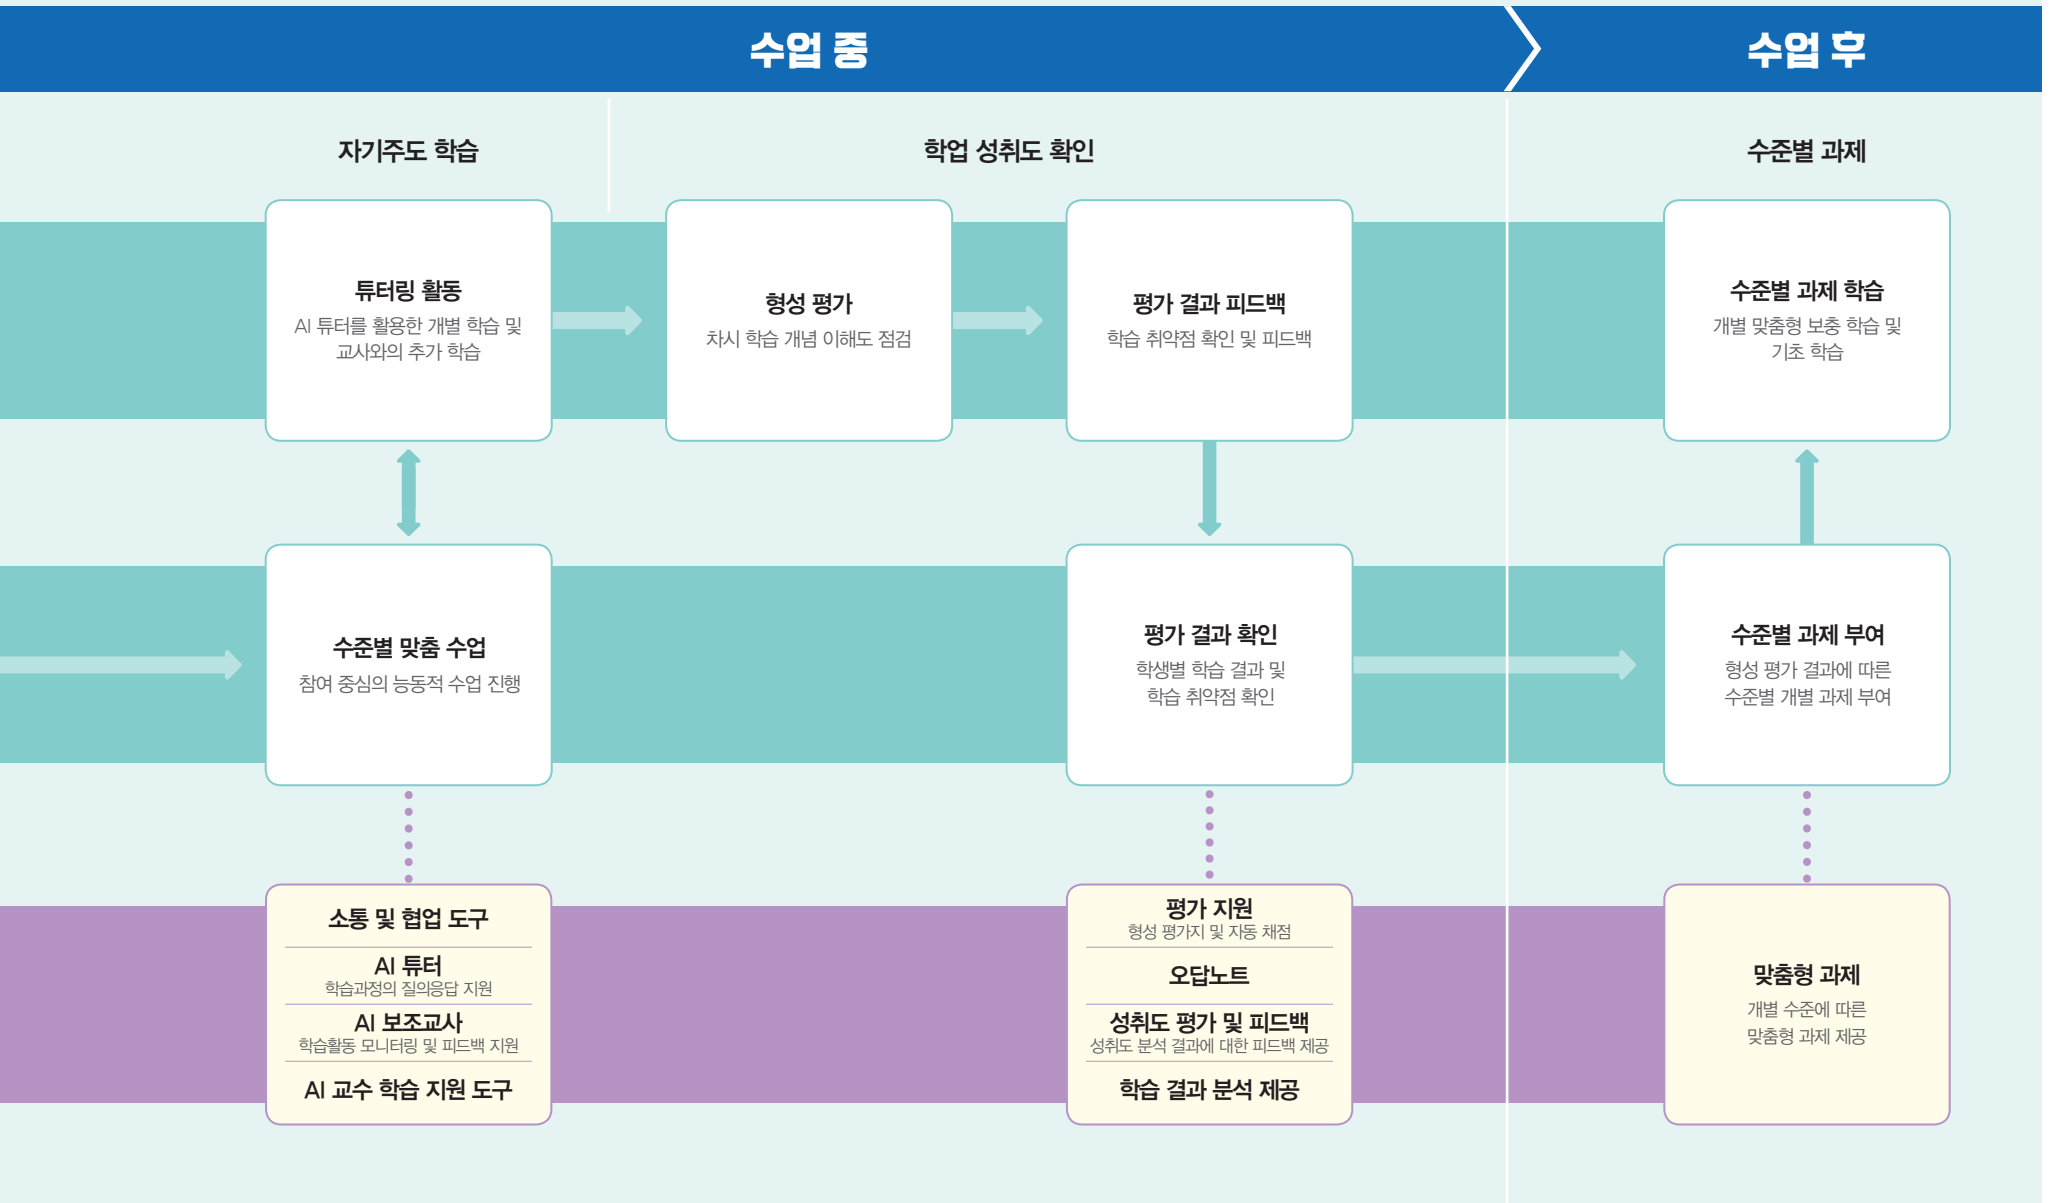 수업 중
수업 후
자기주도 학습
학업 성취도 확인
수준별 과제
튜터링 활동
AI 튜터를 활용한 개별 학습 및
교사와의 추가 학습
형성 평가
차시 학습 개념 이해도 점검
평가 결과 피드백
학습 취약점 확인 및 피드백
수준별 과제 학습
개별 맞춤형 보충 학습 및
기초 학습
수준별 맞춤 수업
참여 중심의 능동적 수업 진행
평가 결과 확인
학생별 학습 결과 및
학습 취약점 확인
수준별 과제 부여
형성 평가 결과에 따른
수준별 개별 과제 부여
소통 및 협업 도구
AI 튜터
학습과정의 질의응답 지원
AI 보조교사
학습활동 모니터링 및 피드백 지원
AI 교수 학습 지원 도구
평가 지원
형성 평가지 및 자동 채점
오답노트
성취도 평가 및 피드백
성취도 분석 결과에 대한 피드백 제공
학습 결과 분석 제공
맞춤형 과제
개별 수준에 따른
맞춤형 과제 제공